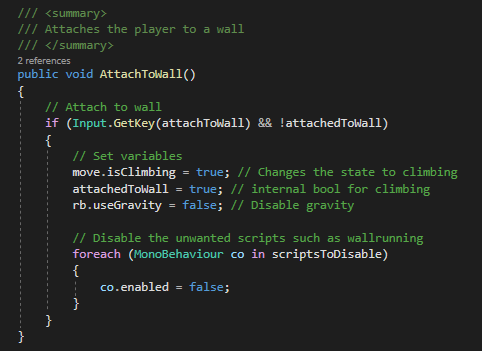 /// <summary>
/// Attaches the player to a wall
/// </summary>
2 references
public void AttachToWall()
{
    // Attach to wall
    if (Input.GetKey(attachToWall) && !attachedToWall)
    {
        // Set variables
        move.isClimbing = true; // Changes the state to climbing
        attachedToWall = true; // internal bool for climbing
        rb.useGravity = false; // Disable gravity

        // Disable the unwanted scripts such as wallrunning
        foreach (MonoBehaviour co in scriptsToDisable)
        {
            co.enabled = false;
        }
    }
}